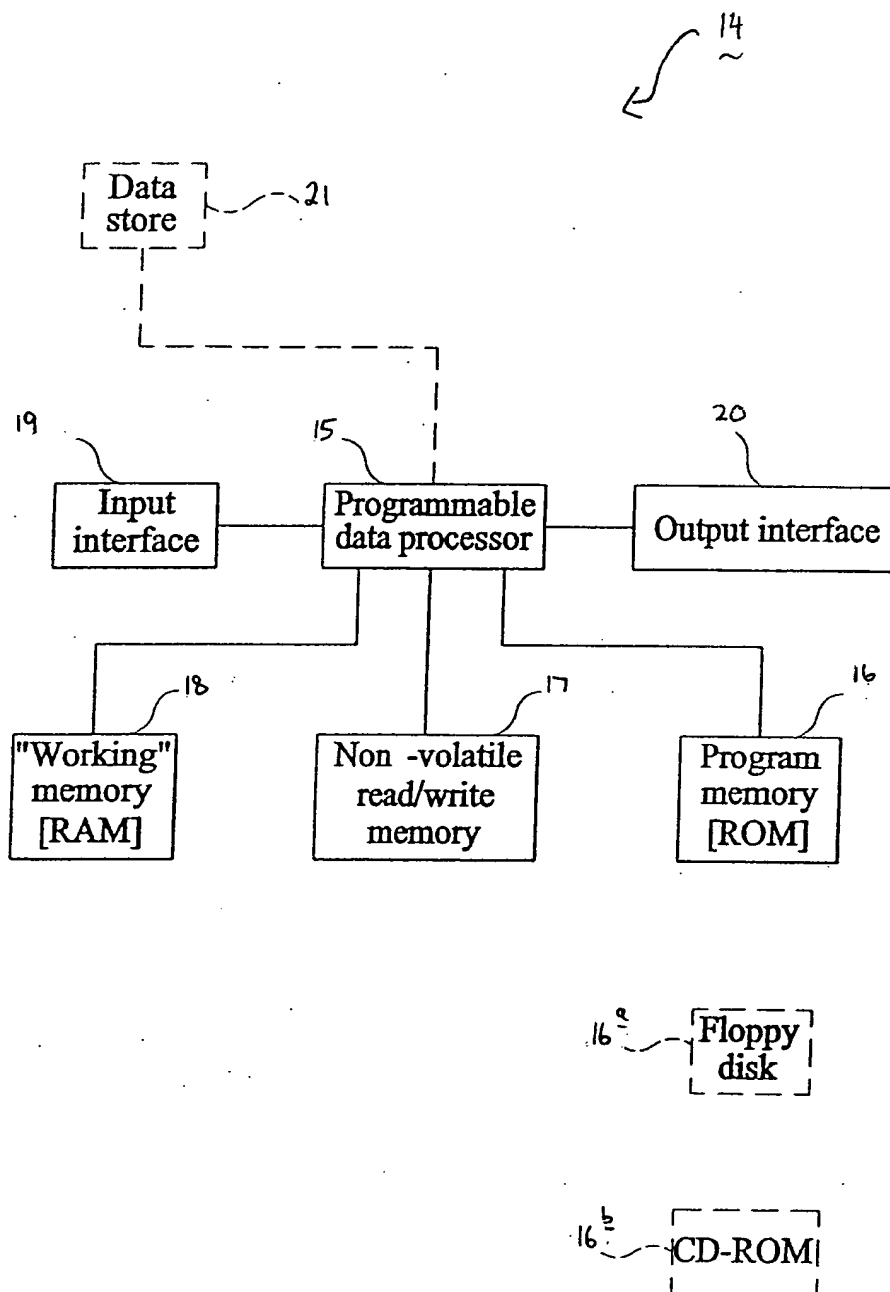 14
Data
store
21
19
15
20
Input
interface
Programmable
data processor
Output interface
18
17
16
"Working"
memory
[RAM]
Non -volatile
read/write
memory
Program
memory
[ROM]
16a
Floppy
disk
16b
CD-ROM